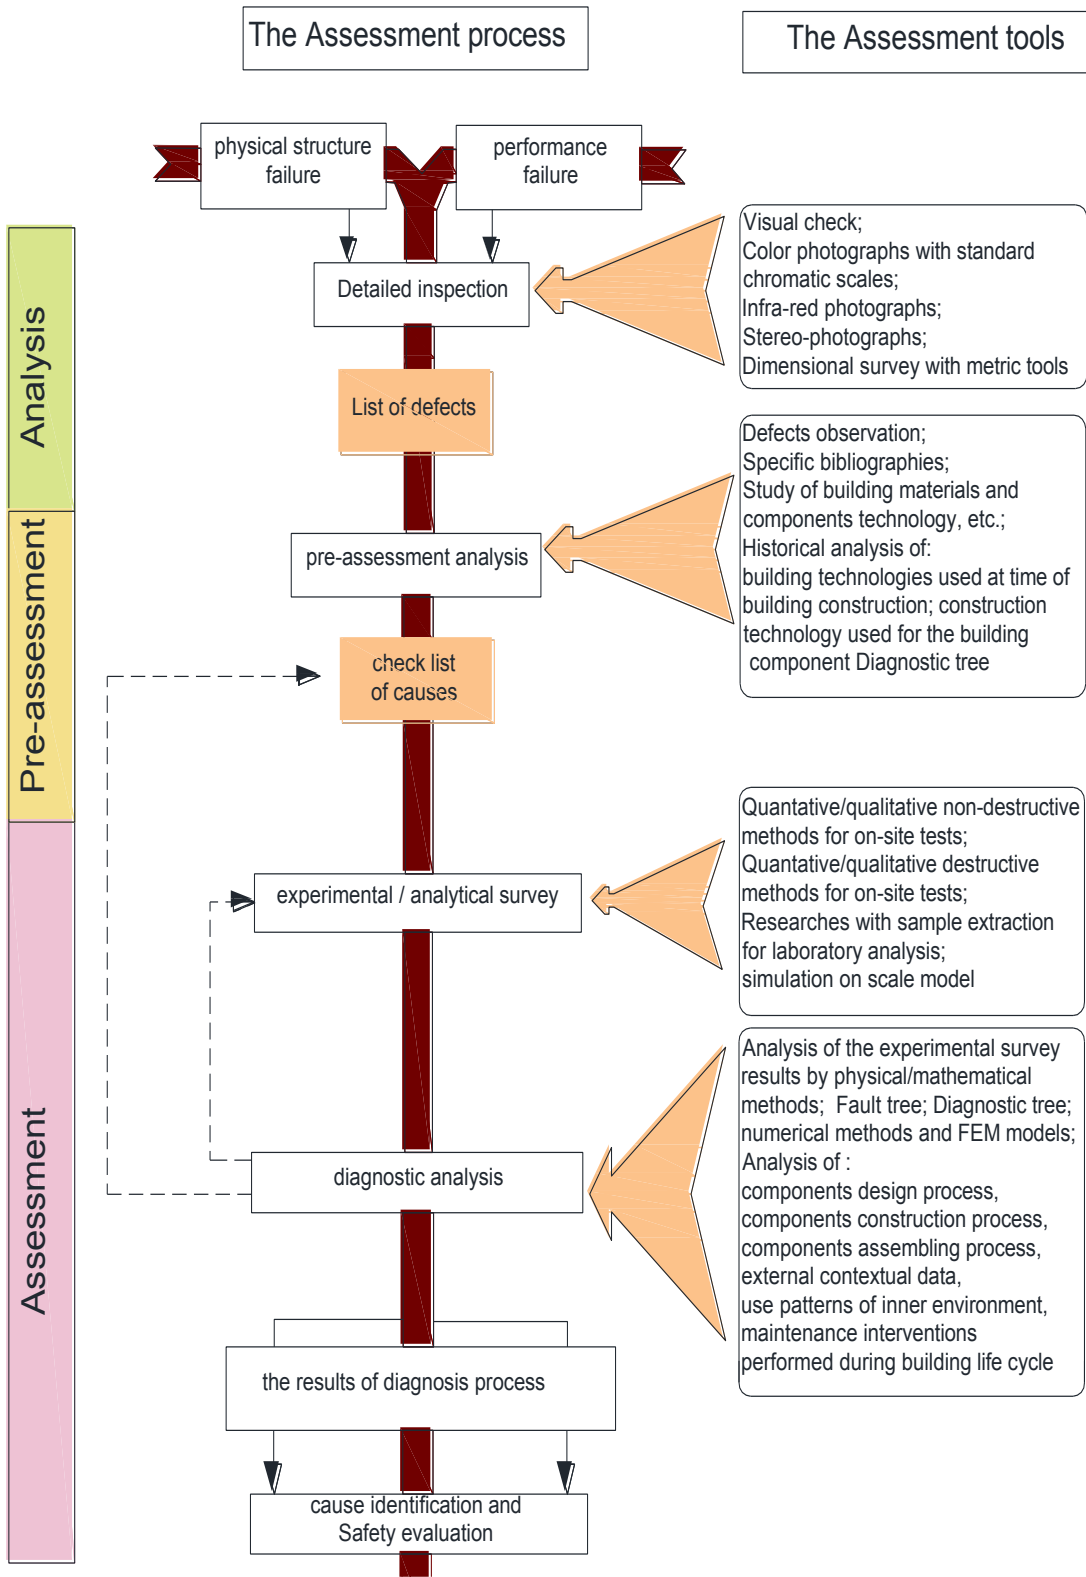 The Assessment process
The Assessment tools
physical structure
failure
performance
failure
Analysis
Detailed inspection
Visual check;
Color photographs with standard
chromatic scales;
Infra-red photographs;
Stereo-photographs;
Dimensional survey with metric tools
List of defects
Pre-assessment
pre-assessment analysis
Defects observation;
Specific bibliographies;
Study of building materials and
components technology, etc.;
Historical analysis of:
building technologies used at time of
building construction; construction
technology used for the building
component Diagnostic tree
check list
of causes
Assessment
experimental / analytical survey
Quantative/qualitative non-destructive
methods for on-site tests;
Quantative/qualitative destructive
methods for on-site tests;
Researches with sample extraction
for laboratory analysis;
simulation on scale model
diagnostic analysis
Analysis of the experimental survey
results by physical/mathematical
methods; Fault tree; Diagnostic tree;
numerical methods and FEM models;
Analysis of :
components design process,
components construction process,
components assembling process,
external contextual data,
use patterns of inner environment,
maintenance interventions
performed during building life cycle
the results of diagnosis process
cause identification and
Safety evaluation